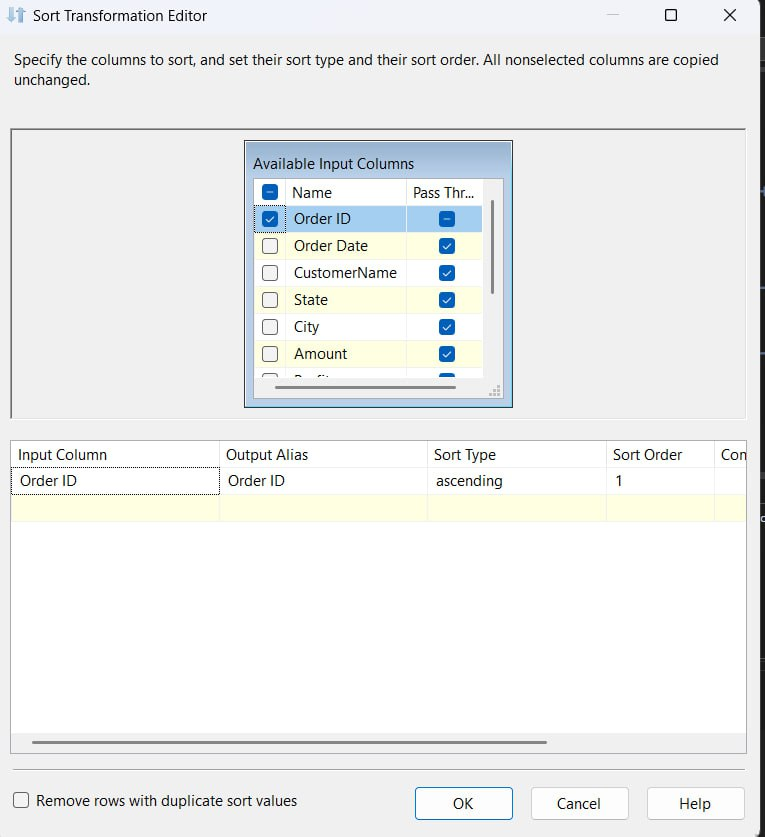 Sort Transformation Editor
Specify the columns to sort, and set their sort type and their sort order. All nonselected columns are copied
unchanged.
Available Input Columns
Name Pass Thr...
Order ID
Order Date
CustomerName
State
City
Amount
Input Column Output Alias Sort Type Sort Order Con
Order ID Order ID ascending 1
Remove rows with duplicate sort values OK Cancel Help